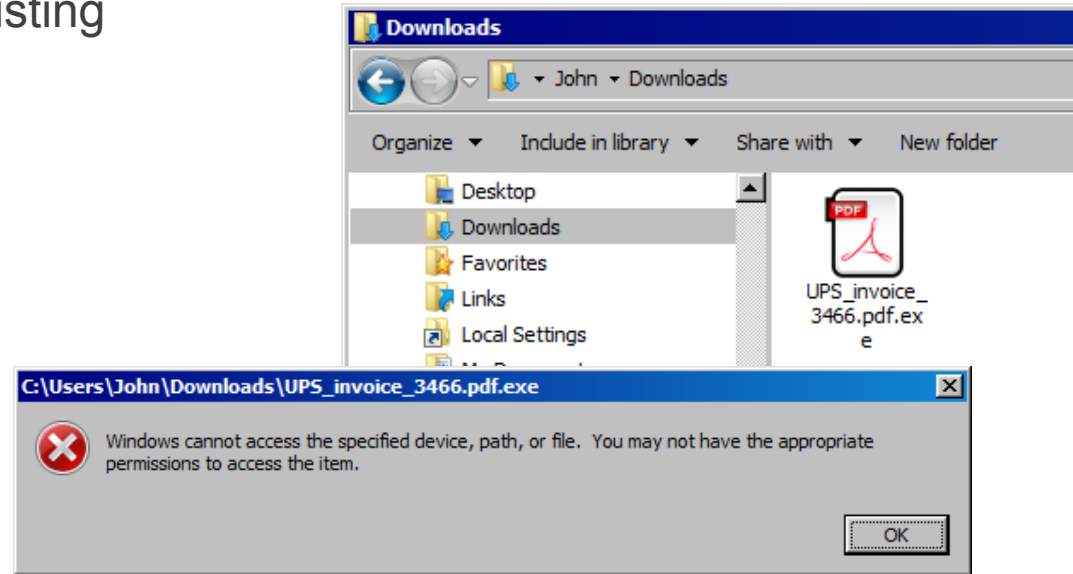 isting
Downloads
John Downloads
Organize Include in library Share with New folder
Desktop
Downloads
Favorites
Links
Local Settings
PDF
UPS_invoice_
3466.pdf.ex
e
C:\Users\John\Downloads\UPS_invoice_3466.pdf.exe
Windows cannot access the specified device, path, or file. You may not have the appropriate
permissions to access the item.
OK